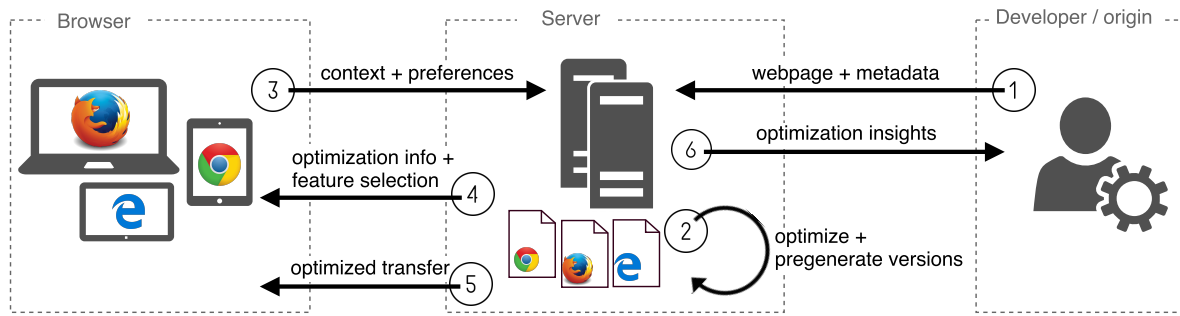 Browser
Server
Developer / origin
3
context + preferences
webpage + metadata
1
optimization insights
6
optimization info +
feature selection
4
2
optimize +
pregenerate versions
optimized transfer
5